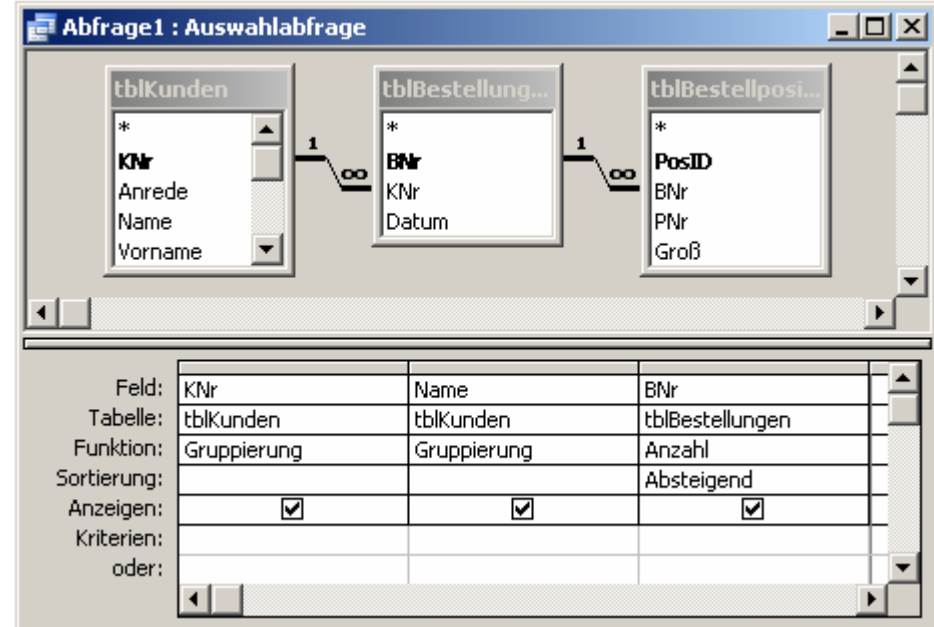 Abfrage1 : Auswahlabfrage
tblKunden
*
KNr
Anrede
Name
Vorname
1
∞
tblBestellung...
*
BNr
KNr
Datum
1
∞
tblBestellposi...
*
PosID
BNr
PNr
Groß
Feld: KNr Name BNr
Tabelle: tblKunden tblKunden tblBestellungen
Funktion: Gruppierung Gruppierung Anzahl
Sortierung: Absteigend
Anzeigen:
Kriterien:
oder: